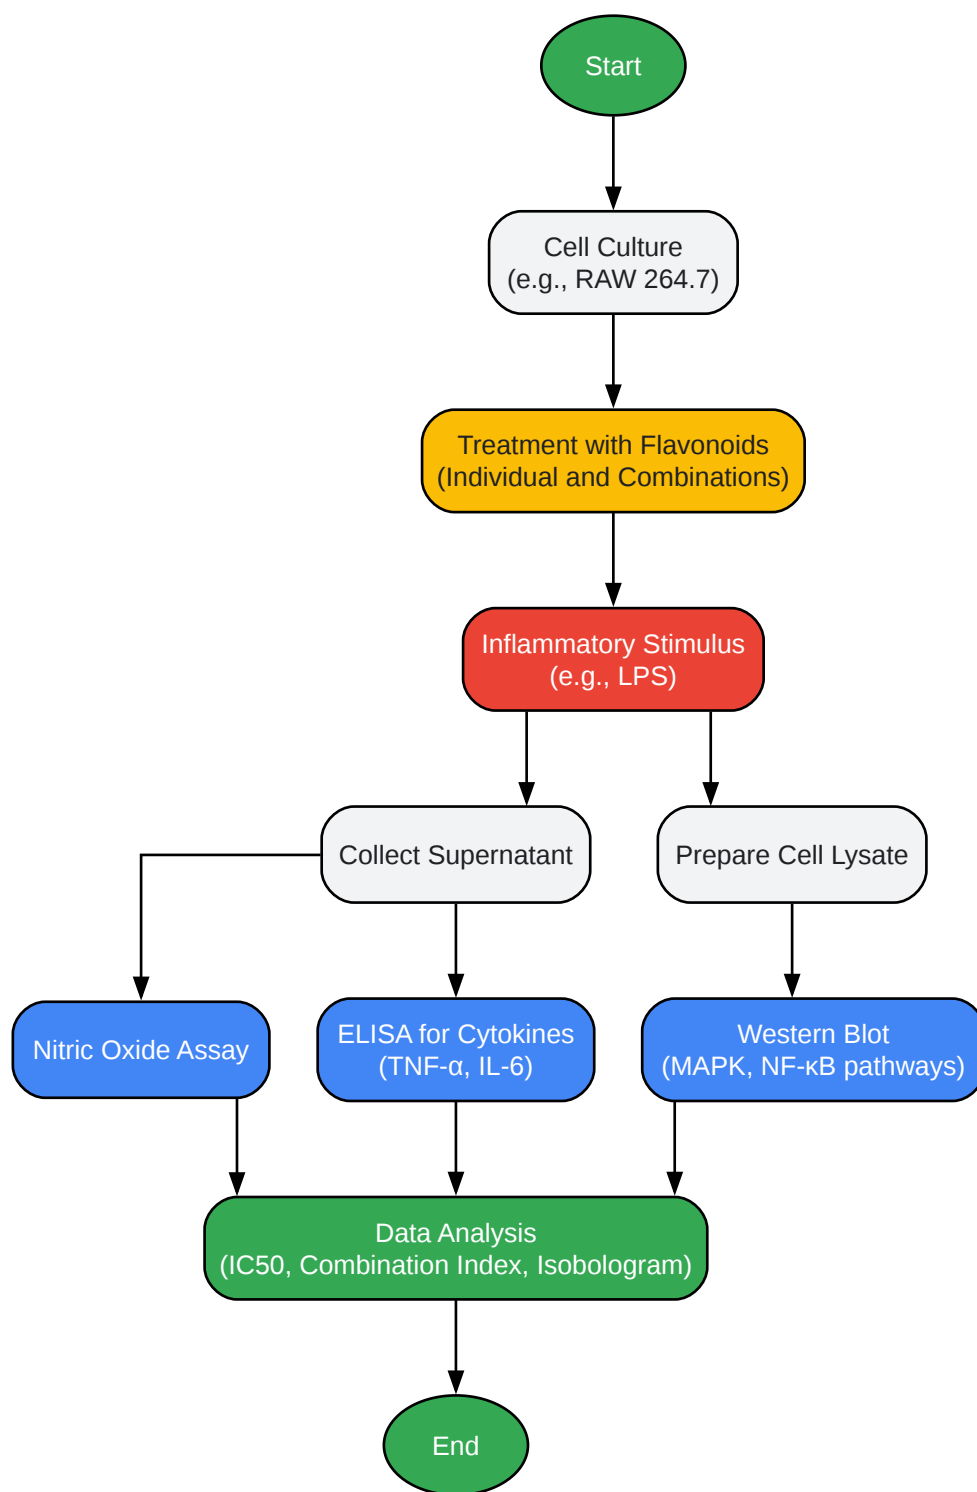 Start
Cell Culture
(e.g., RAW 264.7)
Treatment with Flavonoids
(Individual and Combinations)
Inflammatory Stimulus
(e.g., LPS)
Collect Supernatant
Prepare Cell Lysate
Nitric Oxide Assay
ELISA for Cytokines
(TNF-α, IL-6)
Western Blot
(MAPK, NF-κB pathways)
Data Analysis
(IC50, Combination Index, Isobologram)
End